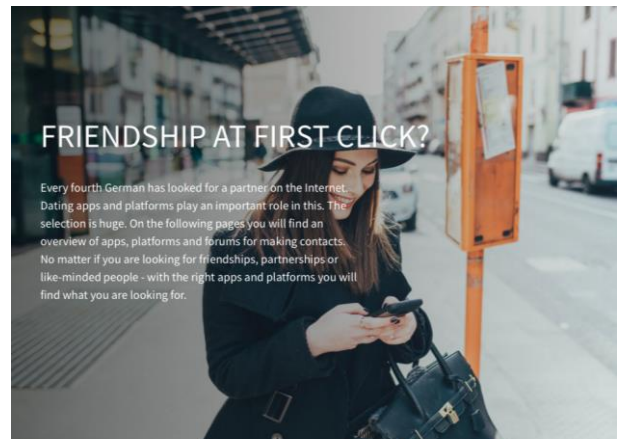 FRIENDSHIP AT FIRST CLICK?
Every fourth German has looked for a partner on the Internet.
Dating apps and platforms play an important role in this. The
selection is huge. On the following pages you will find an
overview of apps, platforms and forums for making contacts.
No matter if you are looking for friendships, partnerships or
like-minded people - with the right apps and platforms you will
find what you are looking for.